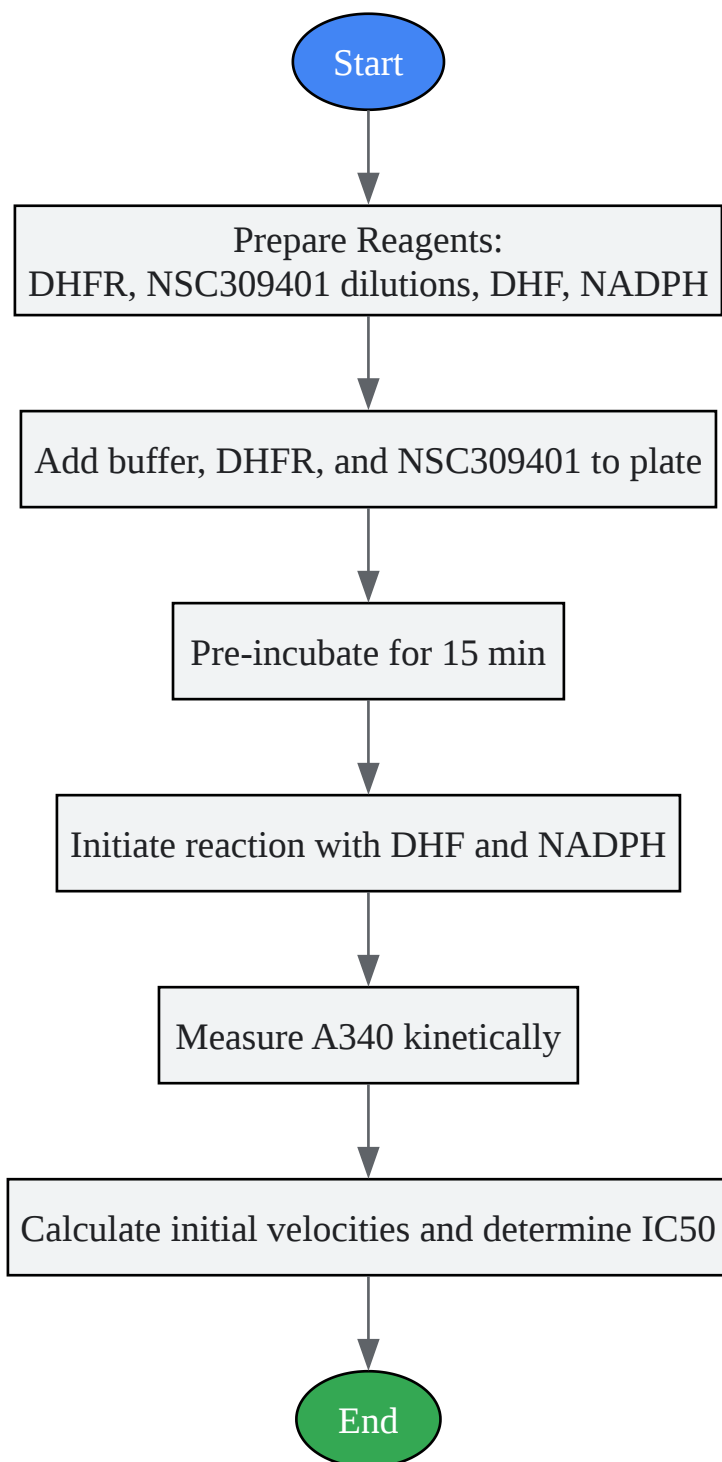 Start
Prepare Reagents:
DHFR, NSC309401 dilutions, DHF, NADPH
Add buffer, DHFR, and NSC309401 to plate
Pre-incubate for 15 min
Initiate reaction with DHF and NADPH
Measure A340 kinetically
Calculate initial velocities and determine IC50
End